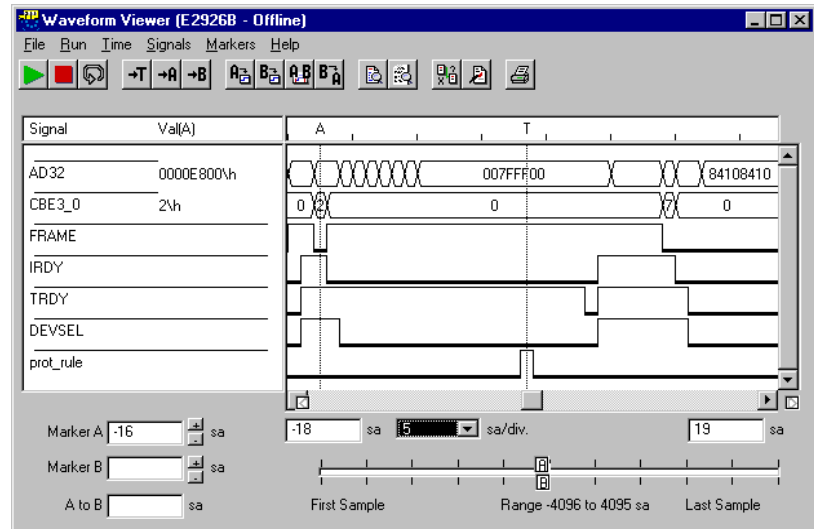 Waveform Viewer (E2926B - Offline)
File Run Time Signals Markers Help
→T →A →B A B A,B B A
Signal Val(A) A T
AD32 0000E800\h 007FFF00 84108410
CBE3_0 2\h 0 2 0 7 0
FRAME
IRDY
TRDY
DEVSEL
prot_rule
Marker A -16 + - sa -18 sa 5 sa/div. 19 sa
Marker B + - sa A B
A to B sa First Sample Range -4096 to 4095 sa Last Sample